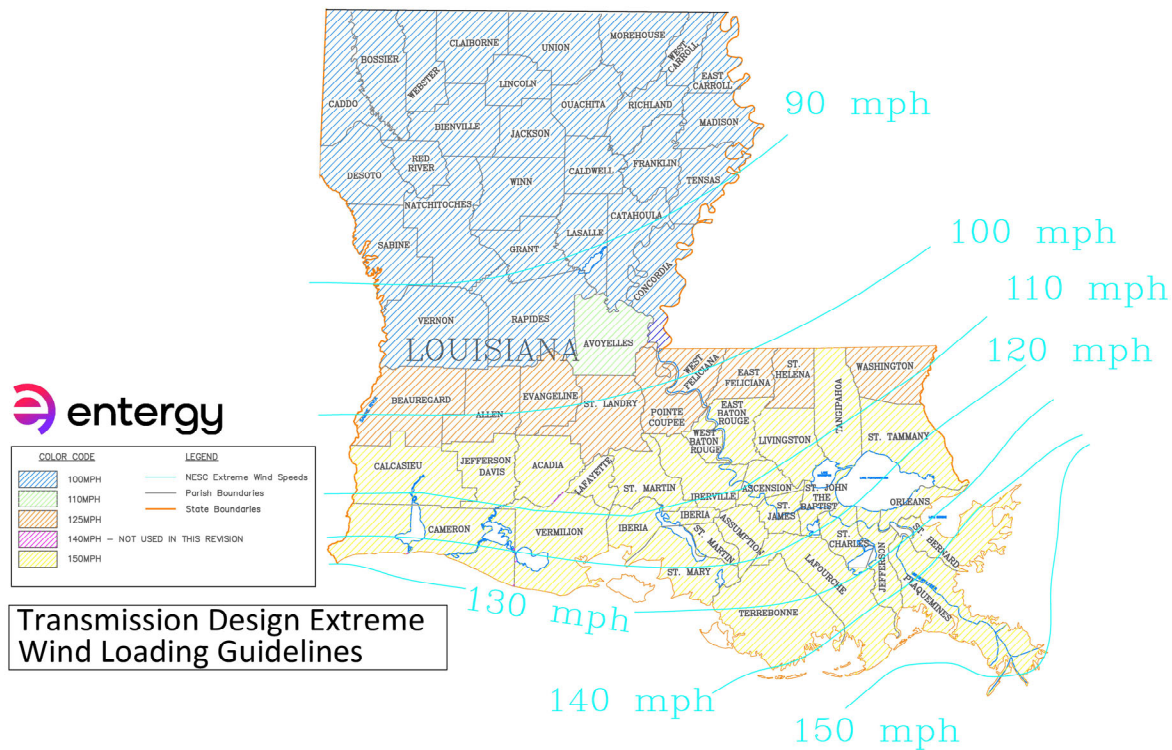 CLAIBORNE
UNION
MOREHOUSE
WEST
CARROLL
BOSSIER
WEBSTER
LINCOLN
EAST
CARROLL
CADDO
OUACHITA
RICHLAND
90 mph
BIENVILLE
JACKSON
MADISON
RED
RIVER
DESOTO
WINN
CALDWELL
FRANKLIN
TENSAS
NATCHITOCHES
CATAHOULA
SABINE
GRANT
LASALLE
100 mph
CONCORDIA
110 mph
VERNON
RAPIDES
AVOYELLES
LOUISIANA
120 mph
WEST
FELICIANA
EAST
FELICIANA
ST.
HELENA
WASHINGTON
TANGIPAHOA
BEAUREGARD
ALLEN
EVANGELINE
ST. LANDRY
POINTE
COUPEE
EAST
BATON
ROUGE
WEST
BATON
ROUGE
LIVINGSTON
ST. TAMMANY
SABINE RIVER
entergy
COLOR CODE
LEGEND
100MPH
NESC Extreme Wind Speeds
110MPH
Purish Boundaries
125MPH
State Boundaries
140MPH – NOT USED IN THIS REVISION
150MPH
CALCASIEU
JEFFERSON
DAVIS
ACADIA
LAFAYETTE
ST. MARTIN
IBERVILLE
ASCENSION
ST. JOHN
THE
BAPTIST
ST.
JAMES
ORLEANS
CAMERON
VERMILION
IBERIA
IBERIA
ST.
MARTIN
ASSUMPTION
ST.
CHARLES
ST. BERNARD
ST. MARY
LAFOURCHE
JEFFERSON
PLAQUEMINES
TERREBONNE
130 mph
140 mph
150 mph
Transmission Design Extreme
Wind Loading Guidelines